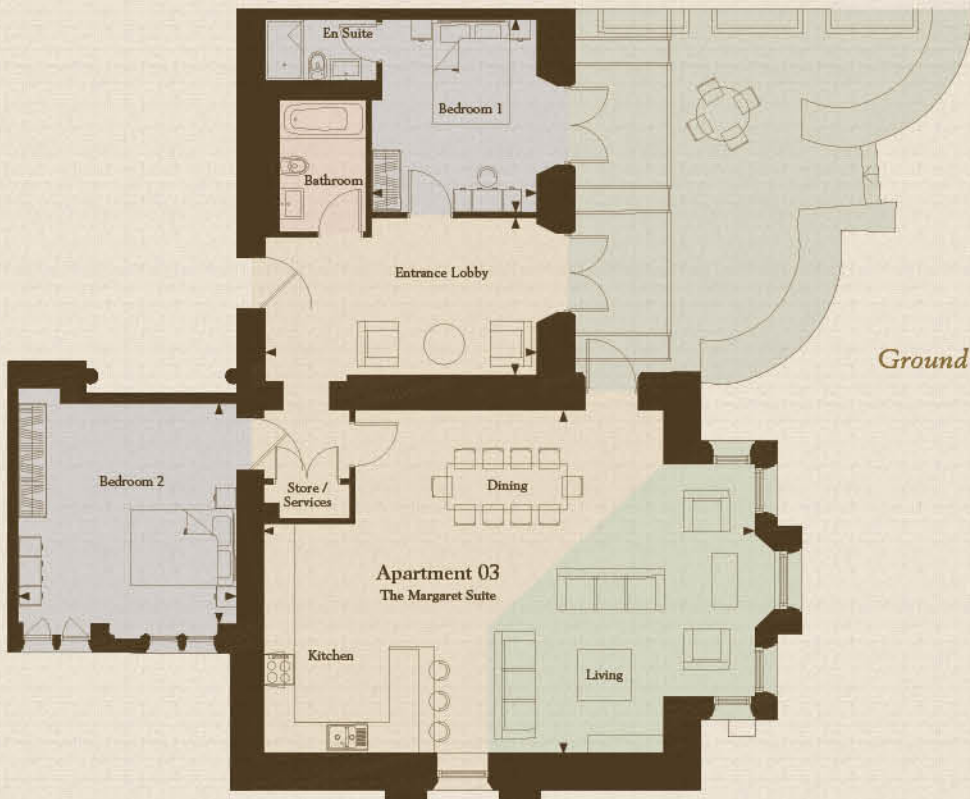 En Suite
Bedroom 1
Bathroom
Entrance Lobby
Ground
Bedroom 2
Store /
Services
Dining
Apartment 03
The Margaret Suite
Kitchen
Living